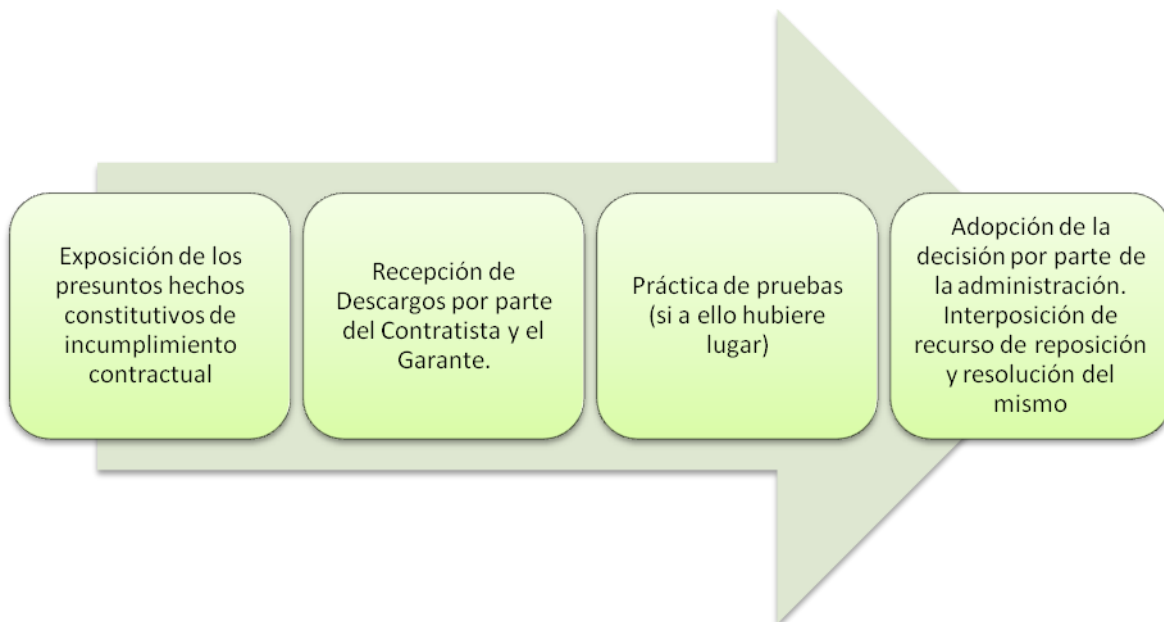 Exposición de los
presuntos hechos
constitutivos de
incumplimiento
contractual
Recepción de
Descargos por parte
del Contratista y el
Garante.
Práctica de pruebas
(si a ello hubiere
lugar)
Adopción de la
decisión por parte de
la administración.
Interposición de
recurso de reposición
y resolución del
mismo